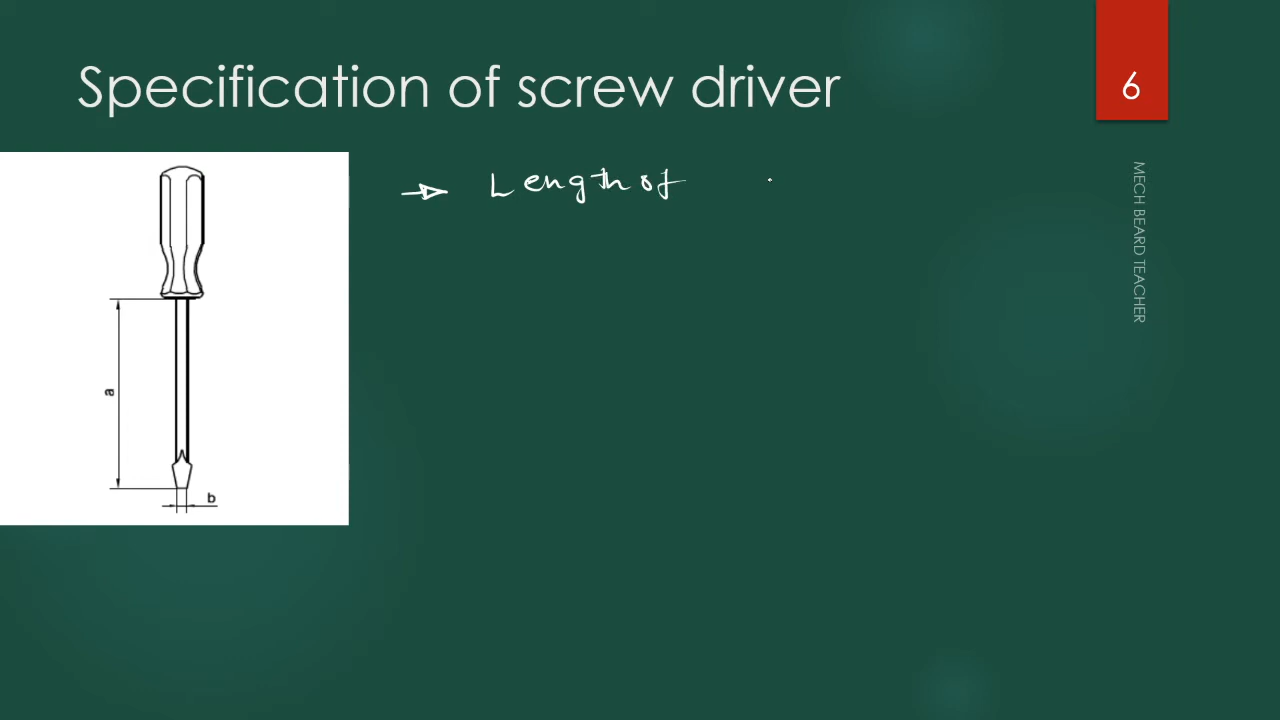 Specification of screw driver
6
Length of
MECH BEARD TEACHER
a
b